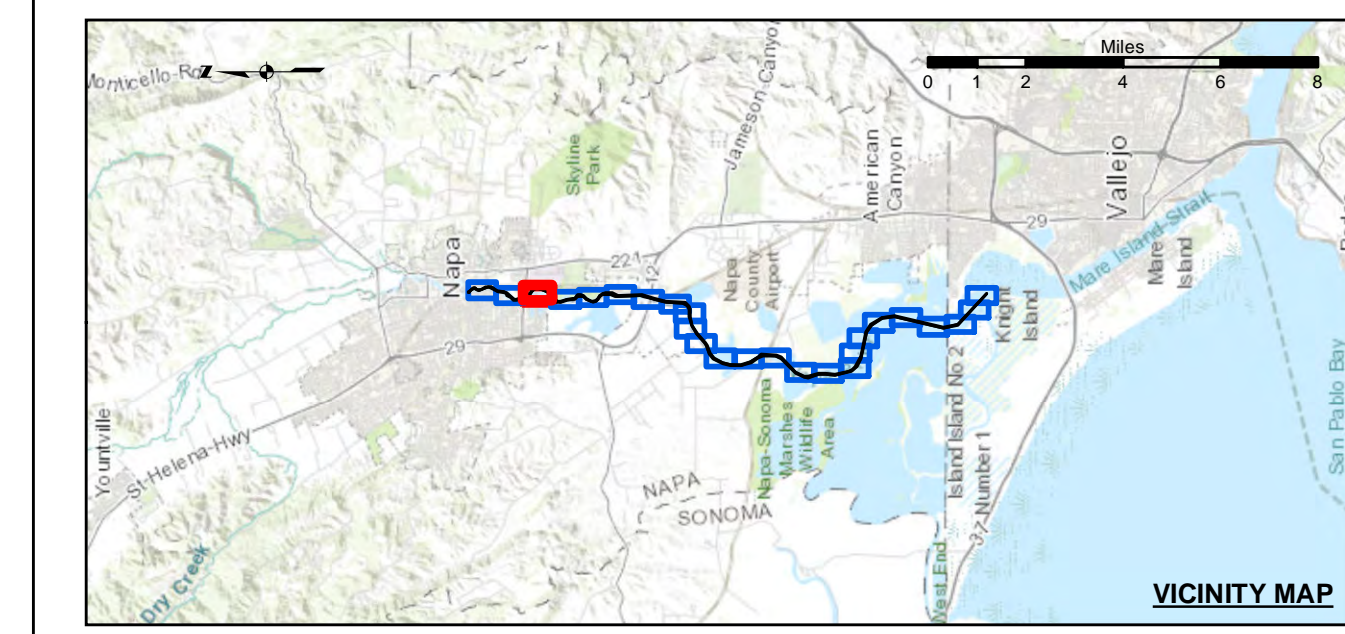 Miles
0 1 2 4 6 8
Monticello-Rd
Z
Jameson-Canyo
Skyline
Park
American
Canyon
Vallejo
29
Mare Island-Strait
Mare
Island
Napa
221
12
Napa
County
Airport
Knight
Island
29
Yountville
St-Helena-Hwy
Napa-Sonoma
Marshes
Wildlife
Area
Island Island No 2
37-Number 1
NAPA
SONOMA
San Pablo Bay
Dry Creek
West End
VICINITY MAP